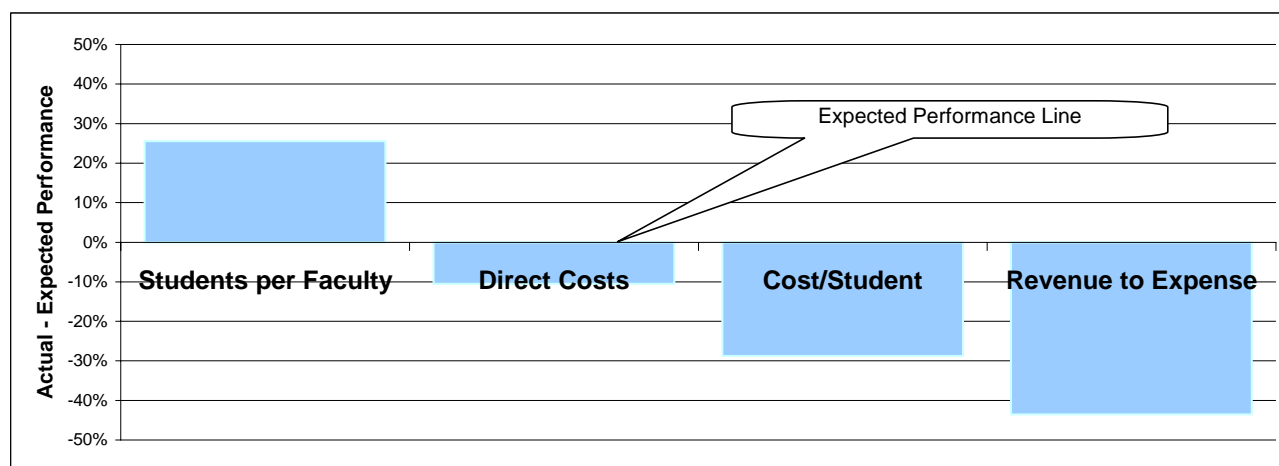 50%
40%
30%
20%
10%
0%
-10%
-20%
-30%
-40%
-50%
Actual - Expected Performance
Expected Performance Line
Students per Faculty
Direct Costs
Cost/Student
Revenue to Expense